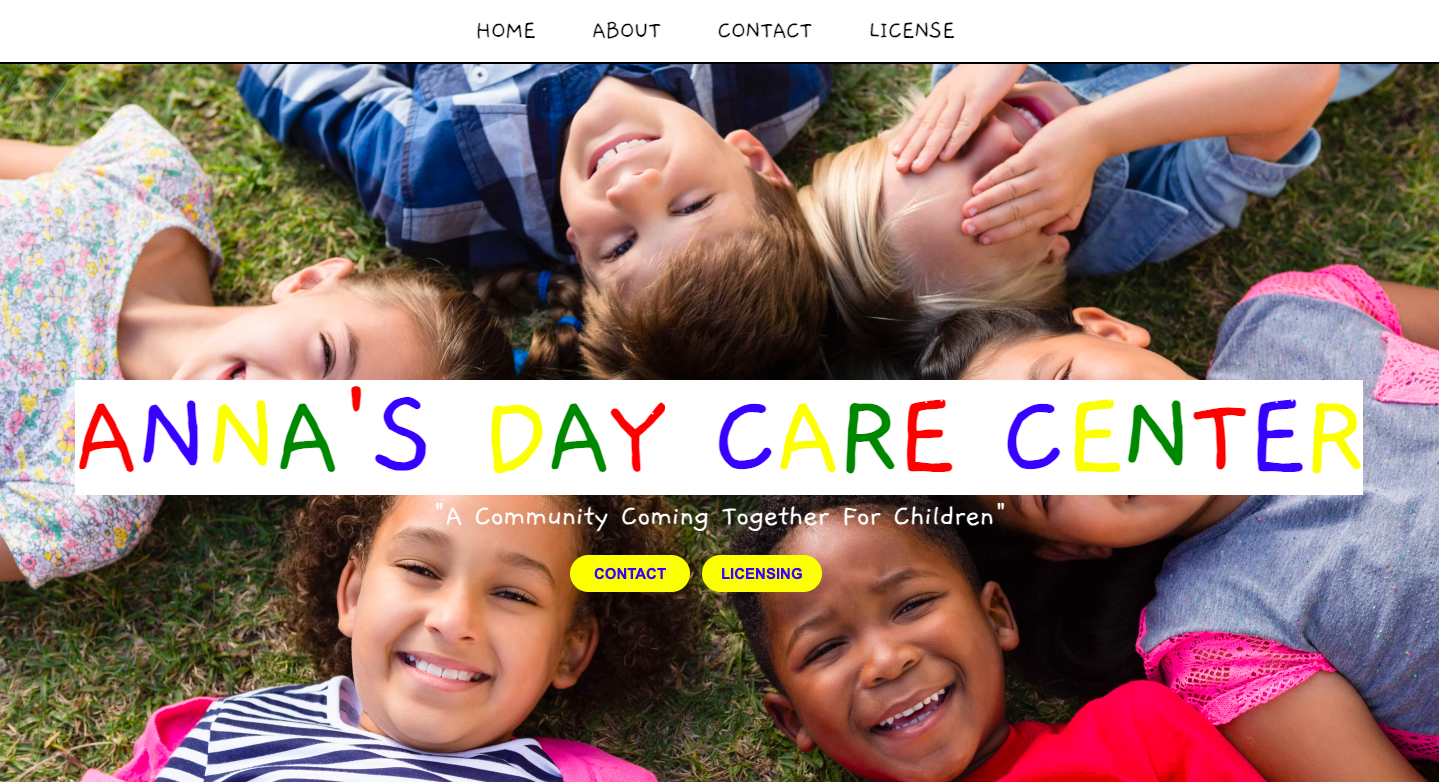 HOME ABOUT CONTACT LICENSE
ANNA'S DAY CARE CENTER
"A Community Coming Together For Children"
CONTACT LICENSING